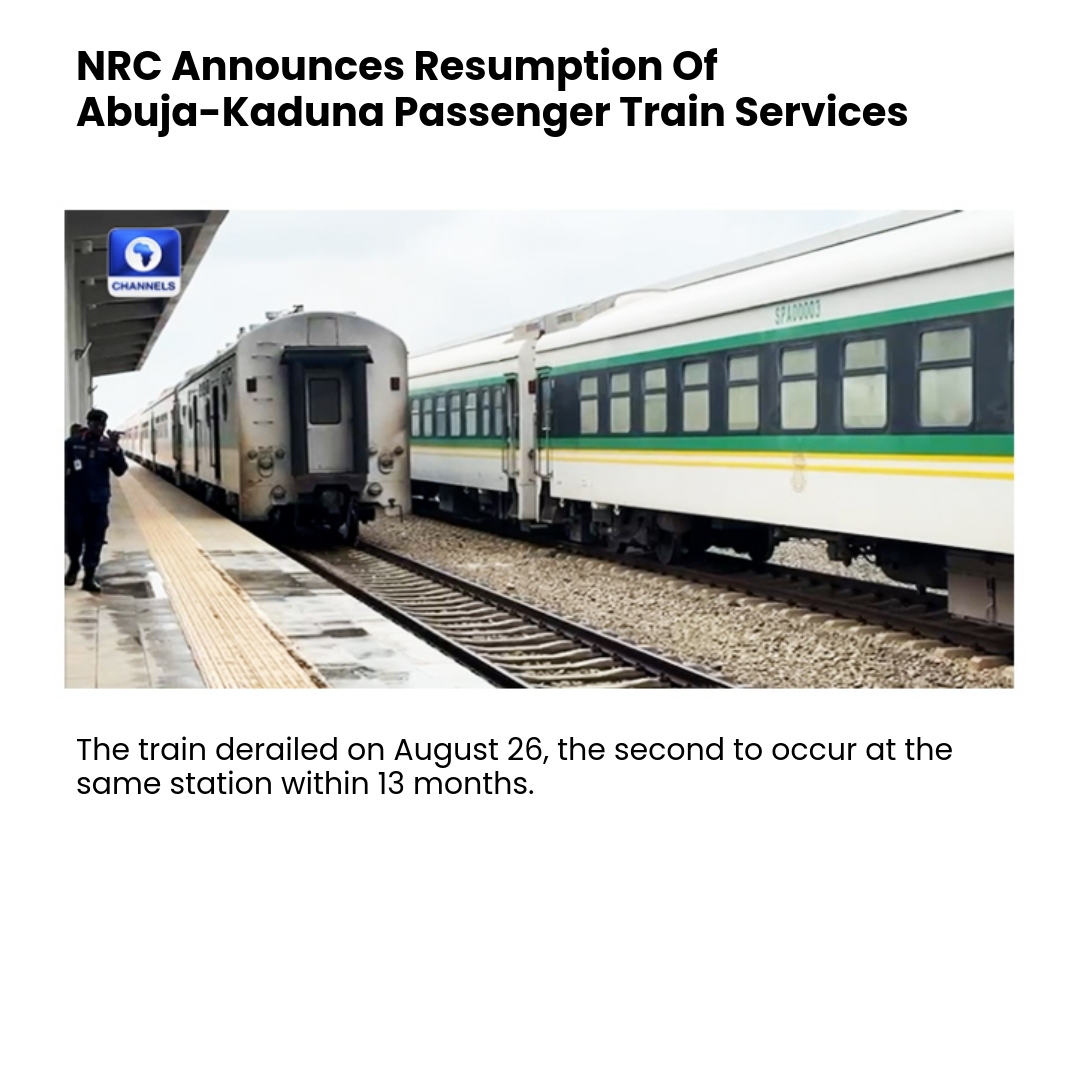 NRC Announces Resumption Of
Abuja-Kaduna Passenger Train Services
CHANNELS
SPA00003
The train derailed on August 26, the second to occur at the
same station within 13 months.